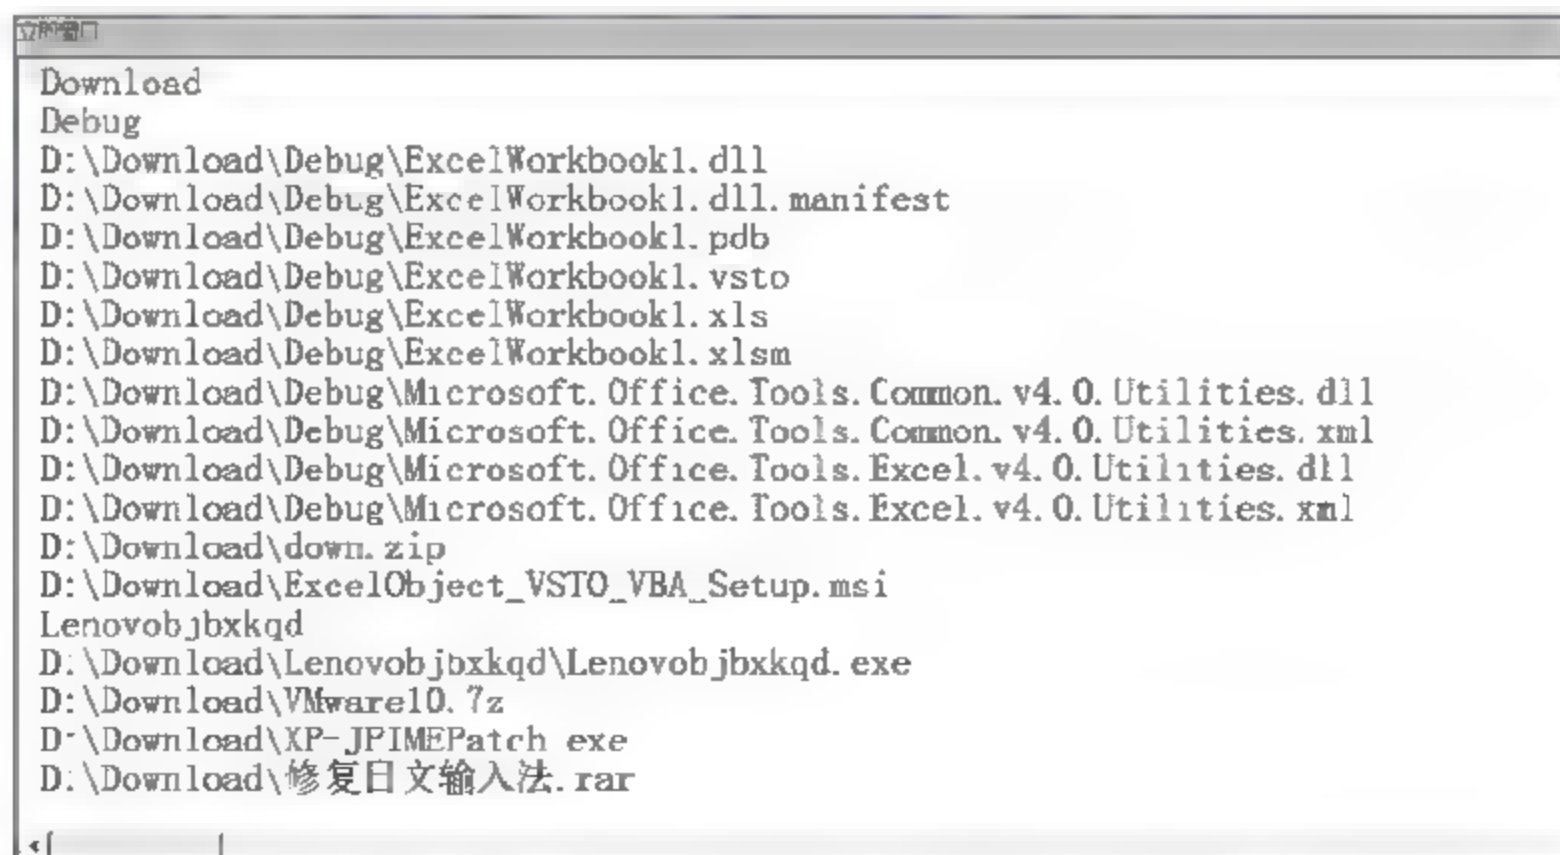 立即窗口
Download
Debug
D:\Download\Debug\ExcelWorkbook1.dll
D:\Download\Debug\ExcelWorkbook1.dll.manifest
D:\Download\Debug\ExcelWorkbook1.pdb
D:\Download\Debug\ExcelWorkbook1.vsto
D:\Download\Debug\ExcelWorkbook1.xls
D:\Download\Debug\ExcelWorkbook1.xlsm
D:\Download\Debug\Microsoft.Office.Tools.Common.v4.0.Utilities.dll
D:\Download\Debug\Microsoft.Office.Tools.Common.v4.0.Utilities.xml
D:\Download\Debug\Microsoft.Office.Tools.Excel.v4.0.Utilities.dll
D:\Download\Debug\Microsoft.Office.Tools.Excel.v4.0.Utilities.xml
D:\Download\down.zip
D:\Download\ExcelObject_VSTO_VBA_Setup.msi
Lenovobjbxkqd
D:\Download\Lenovobjbxkqd\Lenovobjbxkqd.exe
D:\Download\VMware10.7z
D:\Download\XP-JPIMEPatch.exe
D:\Download\修复日文输入法.rar